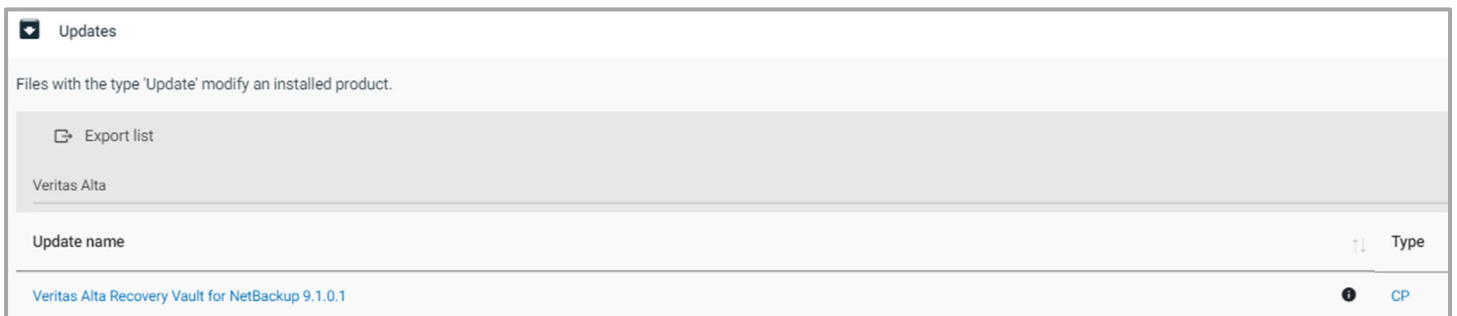 Updates
Files with the type 'Update' modify an installed product.
Export list
Veritas Alta
Update name Type
Veritas Alta Recovery Vault for NetBackup 9.1.0.1 CP